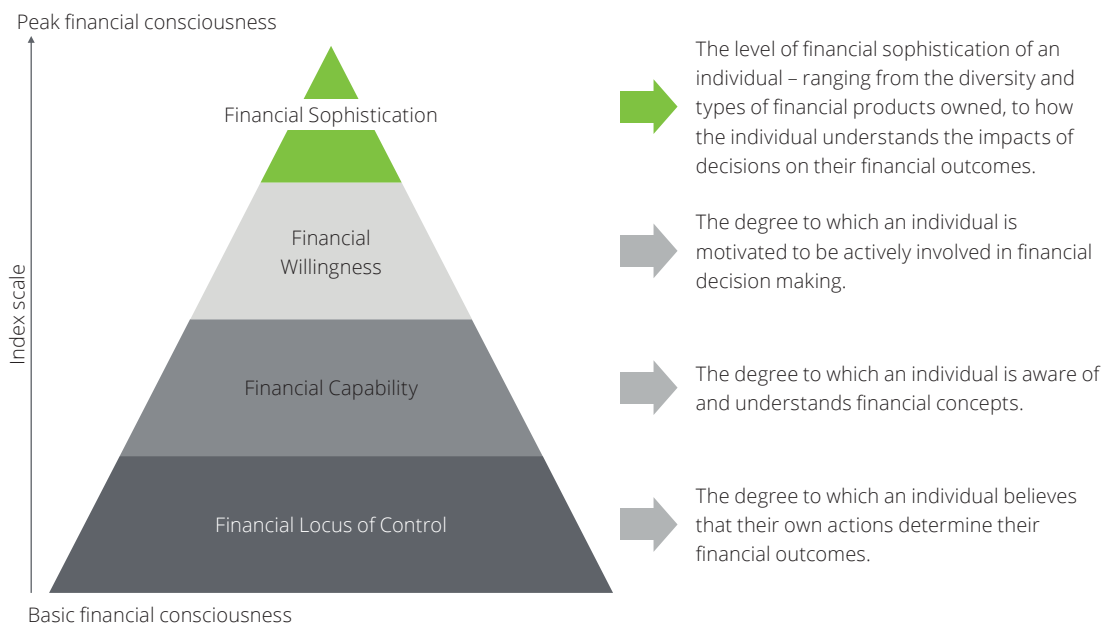 Peak financial consciousness
Index scale
Financial Sophistication
The level of financial sophistication of an
individual – ranging from the diversity and
types of financial products owned, to how
the individual understands the impacts of
decisions on their financial outcomes.
Financial
Willingness
The degree to which an individual is
motivated to be actively involved in financial
decision making.
Financial Capability
The degree to which an individual is aware of
and understands financial concepts.
Financial Locus of Control
The degree to which an individual believes
that their own actions determine their
financial outcomes.
Basic financial consciousness